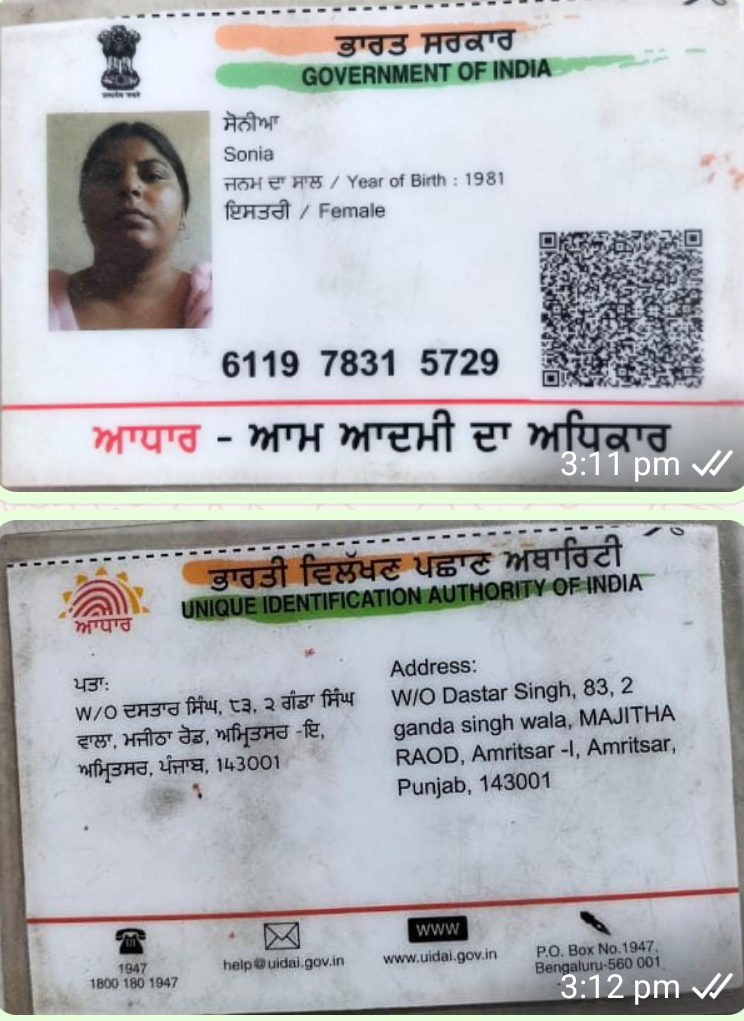 ਭਾਰਤ ਸਰਕਾਰ
GOVERNMENT OF INDIA
ਸੋਨੀਆ
Sonia
ਜਨਮ ਦਾ ਸਾਲ / Year of Birth : 1981
ਇਸਤਰੀ / Female
6119 7831 5729
ਆਧਾਰ - ਆਮ ਆਦਮੀ ਦਾ ਅਧਿਕਾਰ
3:11 pm
ਭਾਰਤੀ ਵਿਲੱਖਣ ਪਛਾਣ ਅਥਾਰਿਟੀ
UNIQUE IDENTIFICATION AUTHORITY OF INDIA
ਆਧਾਰ
ਪਤਾ:
W/O ਦਸਤਾਰ ਸਿੰਘ, ੮੩, ੨ ਗੰਡਾ ਸਿੰਘ
ਵਾਲਾ, ਮਜੀਠਾ ਰੋਡ, ਅਮ੍ਰਿਤਸਰ -ਇ,
ਅਮ੍ਰਿਤਸਰ, ਪੰਜਾਬ, 143001
Address:
W/O Dastar Singh, 83, 2
ganda singh wala, MAJITHA
RAOD, Amritsar -I, Amritsar,
Punjab, 143001
1947
1800 180 1947
help@uidai.gov.in
www
www.uidai.gov.in
P.O. Box No.1947,
Bengaluru-560 001
3:12 pm